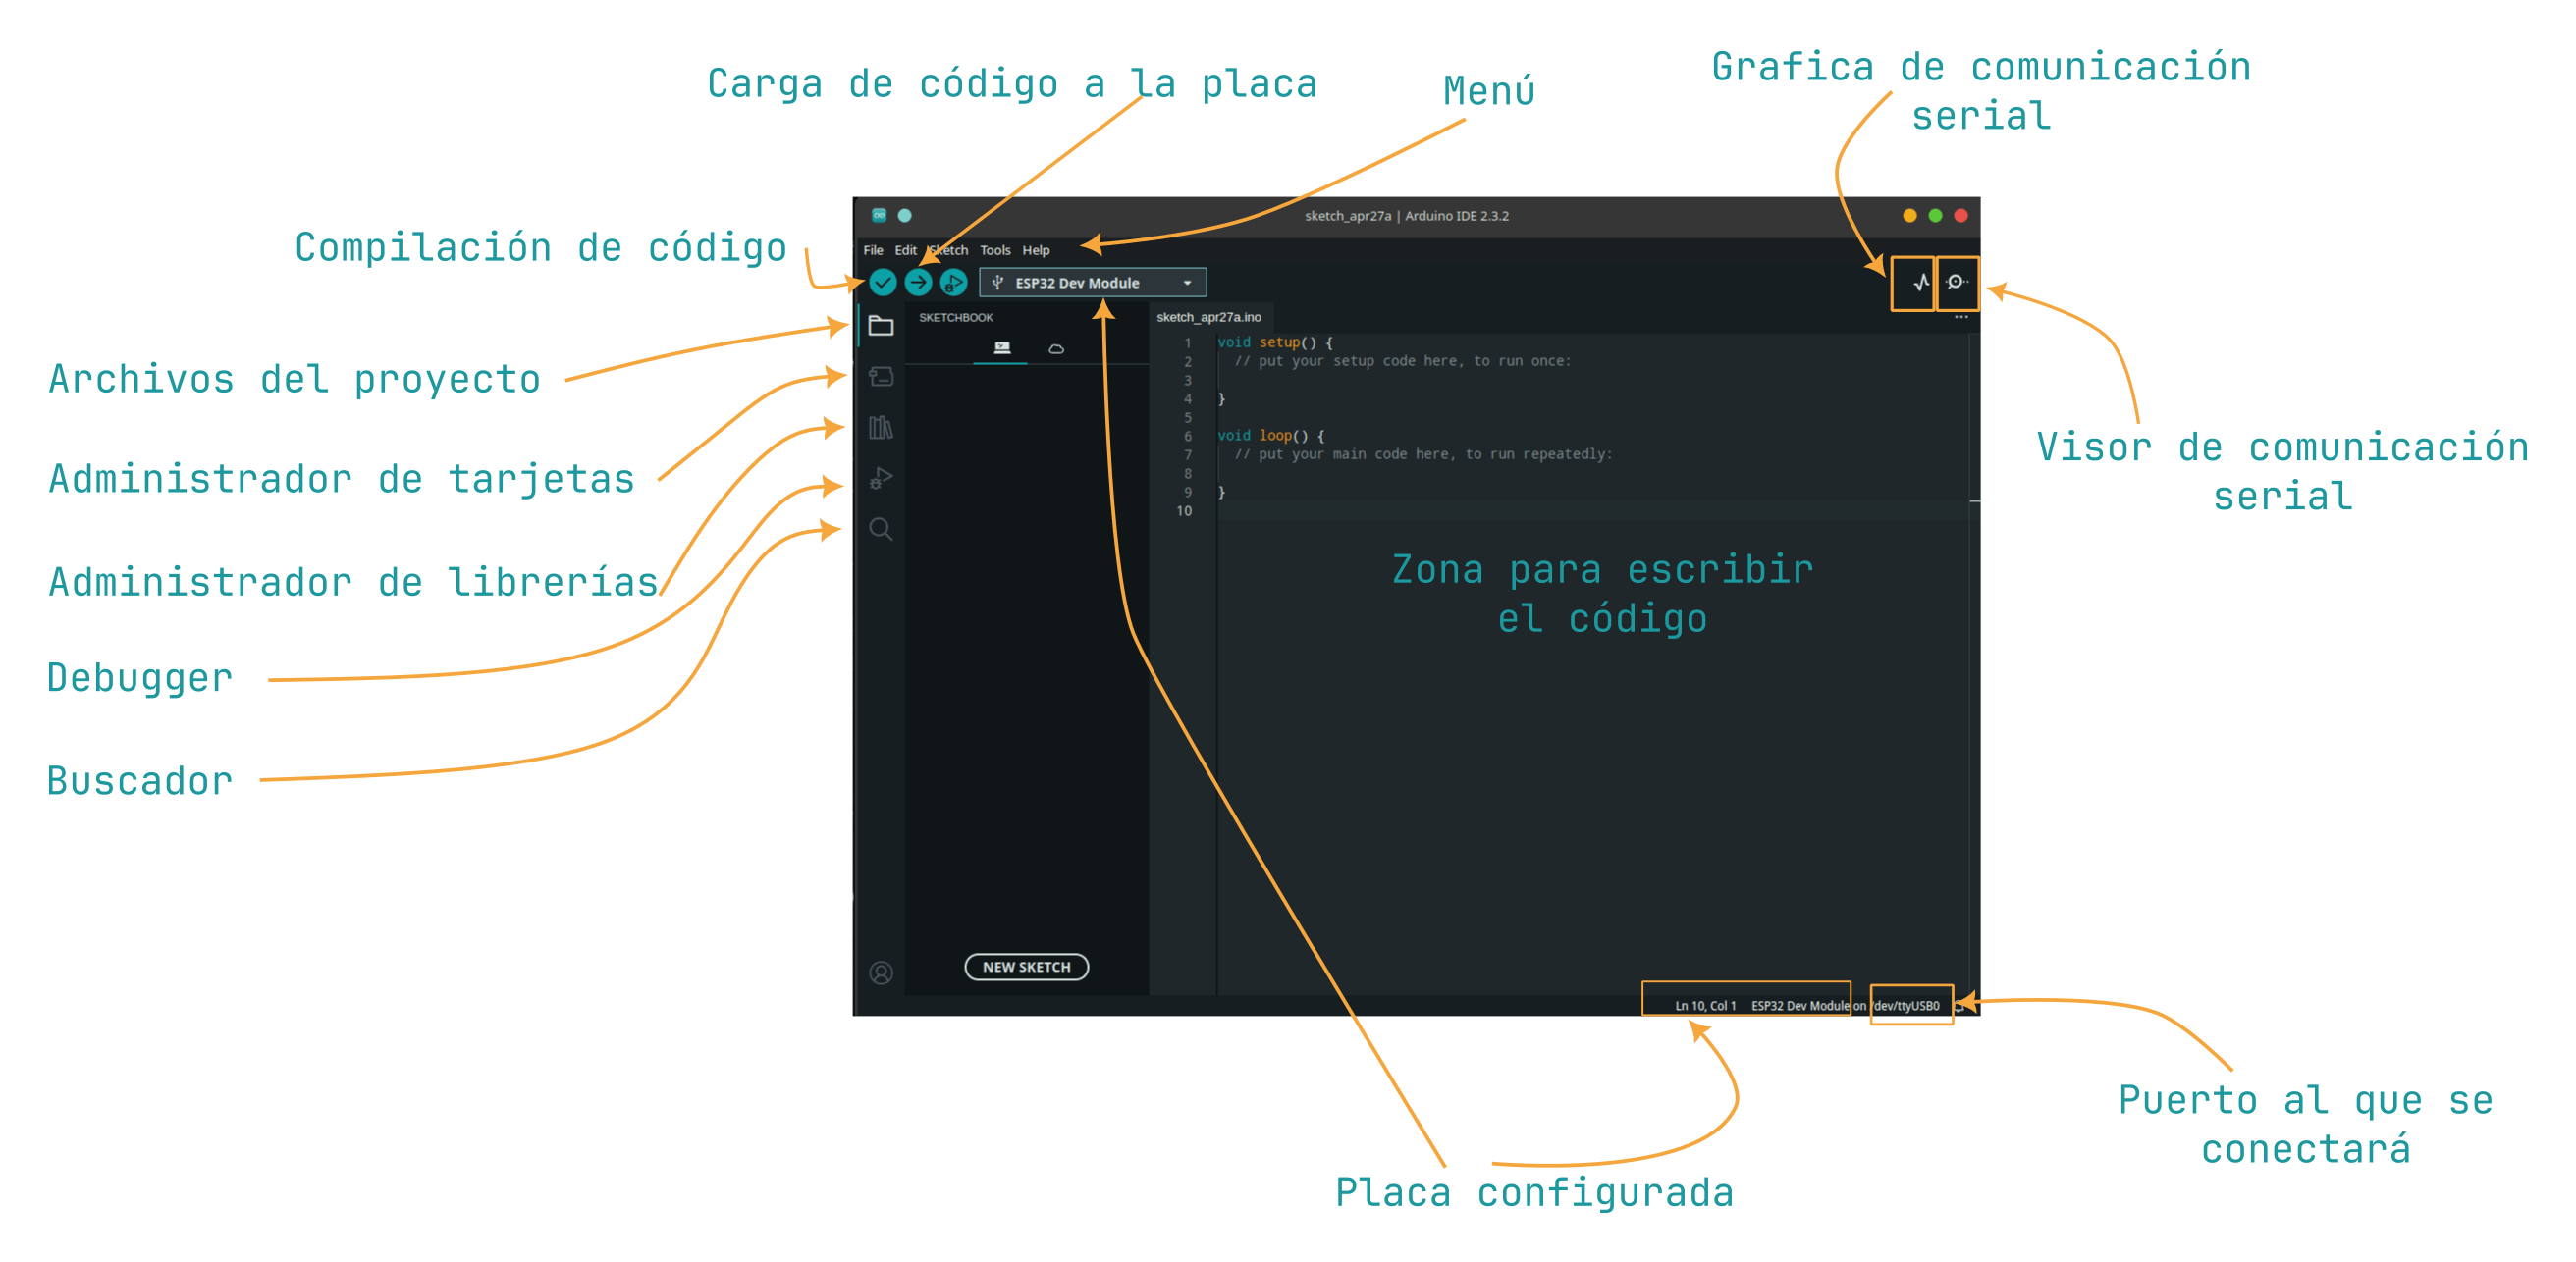 Carga de código a la placa
Menú
Grafica de comunicación
serial
Compilación de código
Archivos del proyecto
Administrador de tarjetas
Administrador de librerías
Debugger
Buscador
sketch_apr27a | Arduino IDE 2.3.2
File Edit Sketch Tools Help
ESP32 Dev Module
SKETCHBOOK
sketch_apr27a.ino
1 void setup() {
2 // put your setup code here, to run once:
3
4 }
5
6 void loop() {
7 // put your main code here, to run repeatedly:
8
9 }
10
Zona para escribir
el código
NEW SKETCH
Ln 10, Col 1 ESP32 Dev Module on /dev/ttyUSB0
Visor de comunicación
serial
Puerto al que se
conectará
Placa configurada